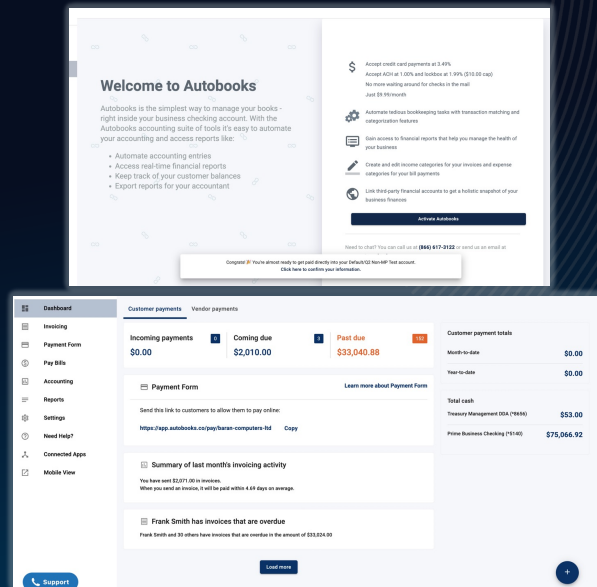 Welcome to Autobooks
Autobooks is the simplest way to manage your books -
right inside your business checking account. With the
Autobooks accounting suite of tools it's easy to automate
your accounting and access reports like:
• Automate accounting entries
• Access real-time financial reports
• Keep track of your customer balances
• Export reports for your accountant
Accept credit card payments at 3.49%
Accept ACH at 1.00% and lockbox at 1.99% ($10.00 cap)
No more waiting around for checks in the mail
Just $9.99/month
Automate tedious bookkeeping tasks with transaction matching and
categorization features
Gain access to financial reports that help you manage the health of
your business
Create and edit income categories for your invoices and expense
categories for your bill payments
Link third-party financial accounts to get a holistic snapshot of your
business finances
Activate Autobooks
Need to chat? You can call us at (866) 617-3122 or send us an email at
Congrats! 🎉 You're almost ready to get paid directly into your Default/Q2 Non-MP Test account.
Click here to confirm your information.
Dashboard
Invoicing
Payment Form
Pay Bills
Accounting
Reports
Settings
Need Help?
Connected Apps
Mobile View
Support
Customer payments Vendor payments
Incoming payments 0
$0.00
Coming due 3
$2,010.00
Past due 152
$33,040.88
Payment Form
Learn more about Payment Form
Send this link to customers to allow them to pay online:
https://app.autobooks.co/pay/baran-computers-ltd Copy
Summary of last month's invoicing activity
You have sent $2,071.00 in invoices.
When you send an invoice, it will be paid within 4.69 days on average.
Frank Smith has invoices that are overdue
Frank Smith and 30 others have invoices that are overdue in the amount of $33,024.00
Load more
Customer payment totals
Month-to-date $0.00
Year-to-date $0.00
Total cash
Treasury Management DDA (*8656) $53.00
Prime Business Checking (*5140) $75,066.92
+